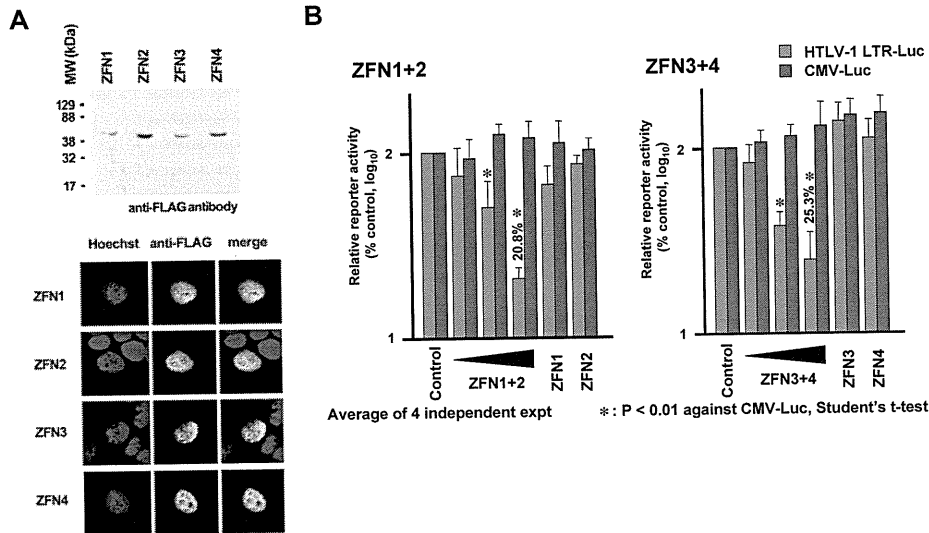 A
MW (kDa)
ZFN1
ZFN2
ZFN3
ZFN4
129
88
38
32
17
anti-FLAG antibody
Hoechst anti-FLAG merge
ZFN1
ZFN2
ZFN3
ZFN4
B
HTLV-1 LTR-Luc
CMV-Luc
ZFN1+2
Relative reporter activity
(% control, log10)
2
1
*
20.8% *
Control
ZFN1+2
ZFN1
ZFN2
ZFN3+4
Relative reporter activity
(% control, log10)
2
1
*
25.3% *
Control
ZFN3+4
ZFN3
ZFN4
Average of 4 independent expt
*: P < 0.01 against CMV-Luc, Student's t-test